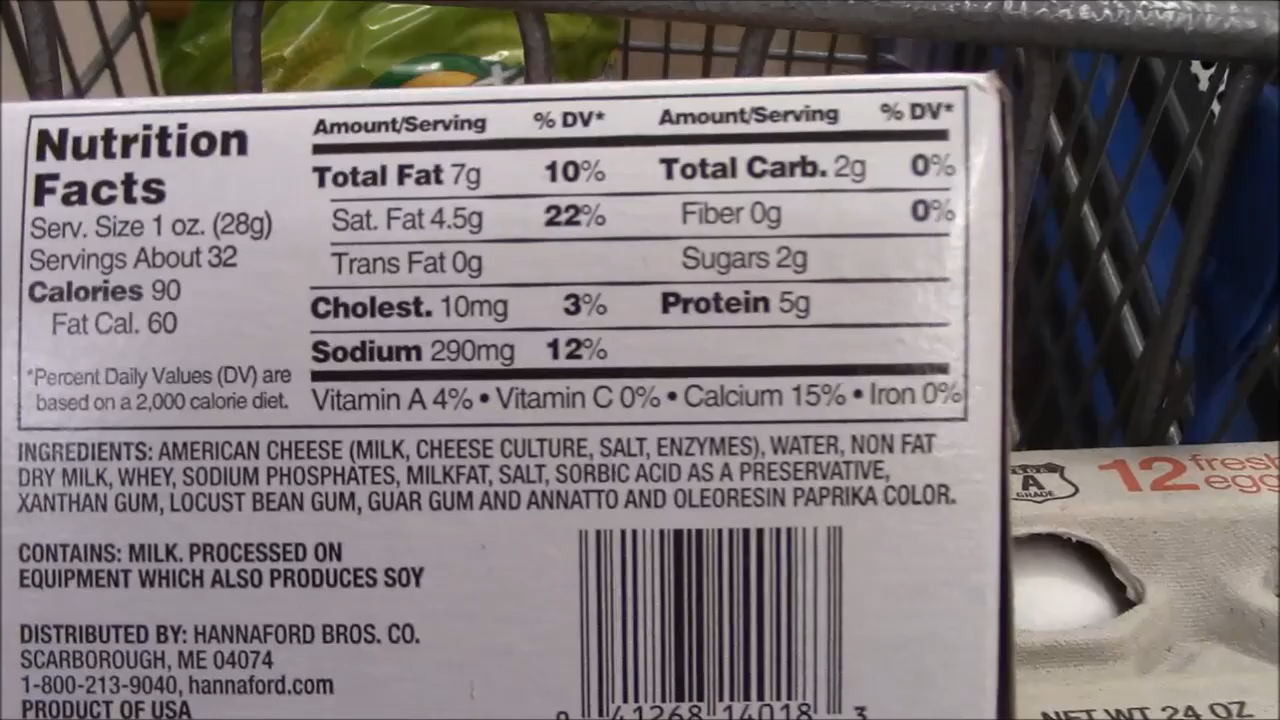 Nutrition
Facts
Serv. Size 1 oz. (28g)
Servings About 32
Calories 90
Fat Cal. 60
*Percent Daily Values (DV) are
based on a 2,000 calorie diet.
Amount/Serving % DV* Amount/Serving % DV*
Total Fat 7g 10% Total Carb. 2g 0%
Sat. Fat 4.5g 22% Fiber 0g 0%
Trans Fat 0g Sugars 2g
Cholest. 10mg 3% Protein 5g
Sodium 290mg 12%
Vitamin A 4% • Vitamin C 0% • Calcium 15% • Iron 0%
INGREDIENTS: AMERICAN CHEESE (MILK, CHEESE CULTURE, SALT, ENZYMES), WATER, NON FAT
DRY MILK, WHEY, SODIUM PHOSPHATES, MILKFAT, SALT, SORBIC ACID AS A PRESERVATIVE,
XANTHAN GUM, LOCUST BEAN GUM, GUAR GUM AND ANNATTO AND OLEORESIN PAPRIKA COLOR.
CONTAINS: MILK. PROCESSED ON
EQUIPMENT WHICH ALSO PRODUCES SOY
DISTRIBUTED BY: HANNAFORD BROS. CO.
SCARBOROUGH, ME 04074
1-800-213-9040, hannaford.com
PRODUCT OF USA
0 41268 14018 3
USDA
A
GRADE
12 fresh
egg
NET WT. 24 OZ